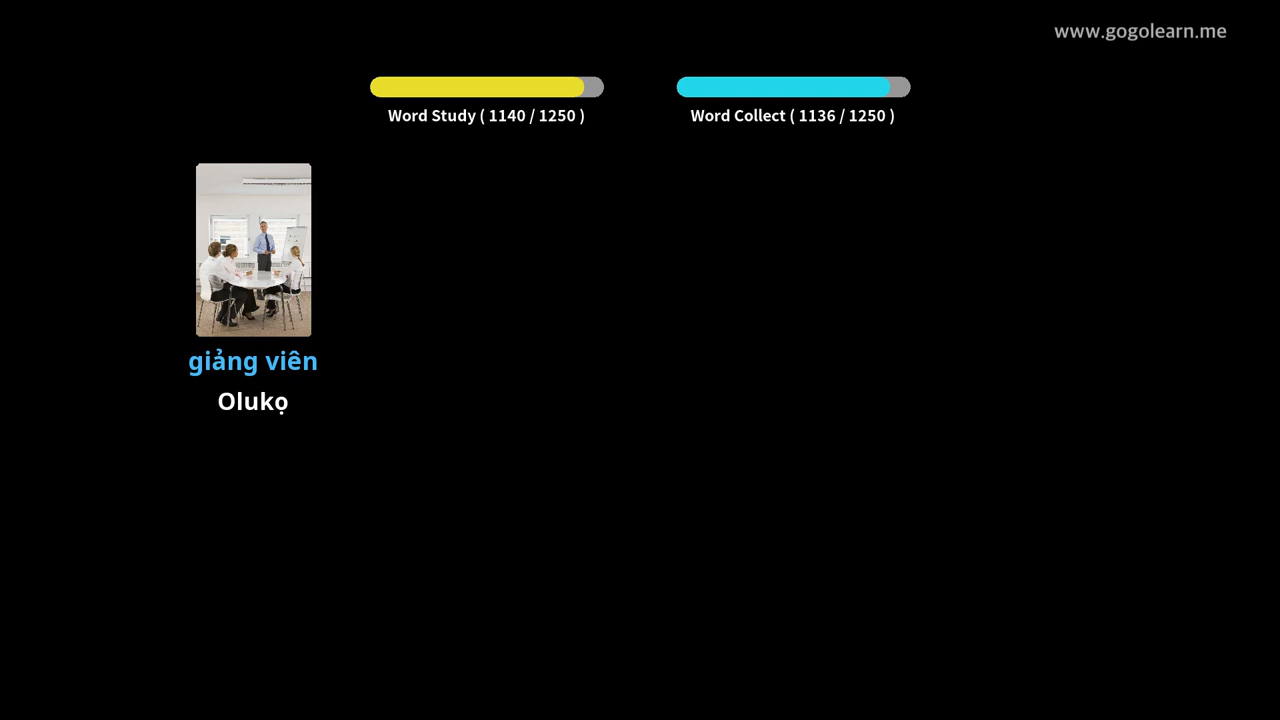 www.gogolearn.me
Word Study ( 1140 / 1250 )
Word Collect ( 1136 / 1250 )
giảng viên
Olukọ